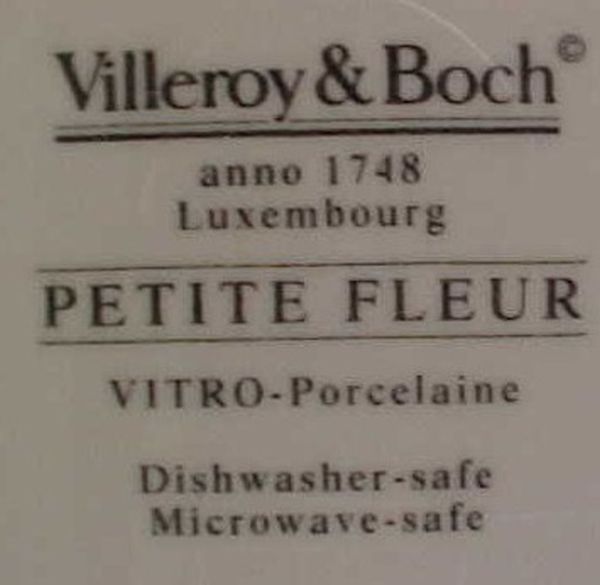 Villeroy & Boch©
anno 1748
Luxembourg
PETITE FLEUR
VITRO-Porcelaine
Dishwasher-safe
Microwave-safe